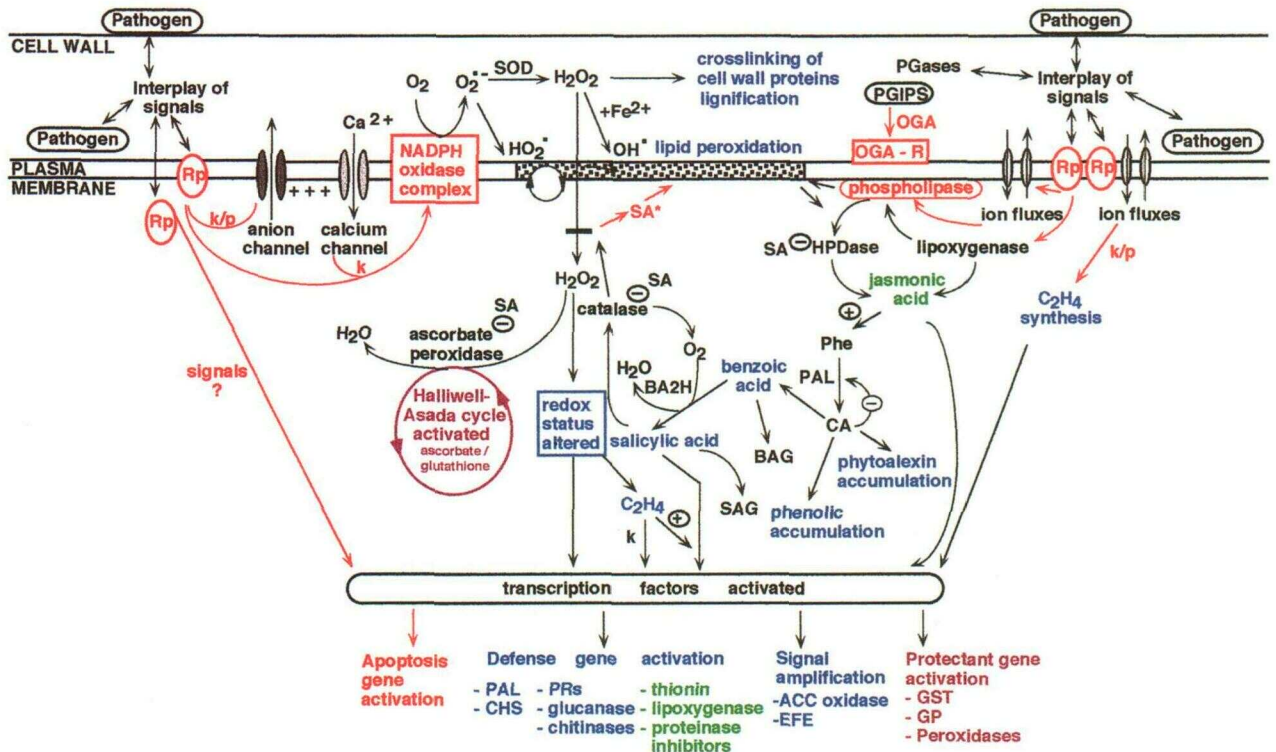 Pathogen
Pathogen
CELL WALL
Interplay of
signals
Pathogen
O2
O2•-
SOD
H2O2
crosslinking of
cell wall proteins
lignification
PGases
Interplay of
signals
PGIPS
OGA
Pathogen
Ca 2+
+Fe2+
NADPH
oxidase
complex
HO2•
OH•
lipid peroxidation
OGA - R
PLASMA
MEMBRANE
Rp
+ + +
Rp
Rp
phospholipase
Rp
k/p
anion
channel
calcium
channel
k
SA*
ion fluxes
ion fluxes
SA
HPDase
lipoxygenase
k/p
jasmonic
acid
C2H4
synthesis
H2O2
catalase
SA
SA
H2O
ascorbate
peroxidase
O2
Phe
signals
?
H2O
BA2H
benzoic
acid
PAL
Halliwell-
Asada cycle
activated
ascorbate /
glutathione
redox
status
altered
salicylic acid
CA
BAG
phytoalexin
accumulation
C2H4
SAG
phenolic
accumulation
k
transcription factors activated
Apoptosis
gene
activation
Defense gene activation
- PAL
- CHS
- PRs
- glucanase
- chitinases
- thionin
- lipoxygenase
- proteinase
inhibitors
Signal
amplification
-ACC oxidase
-EFE
Protectant gene
activation
- GST
- GP
- Peroxidases